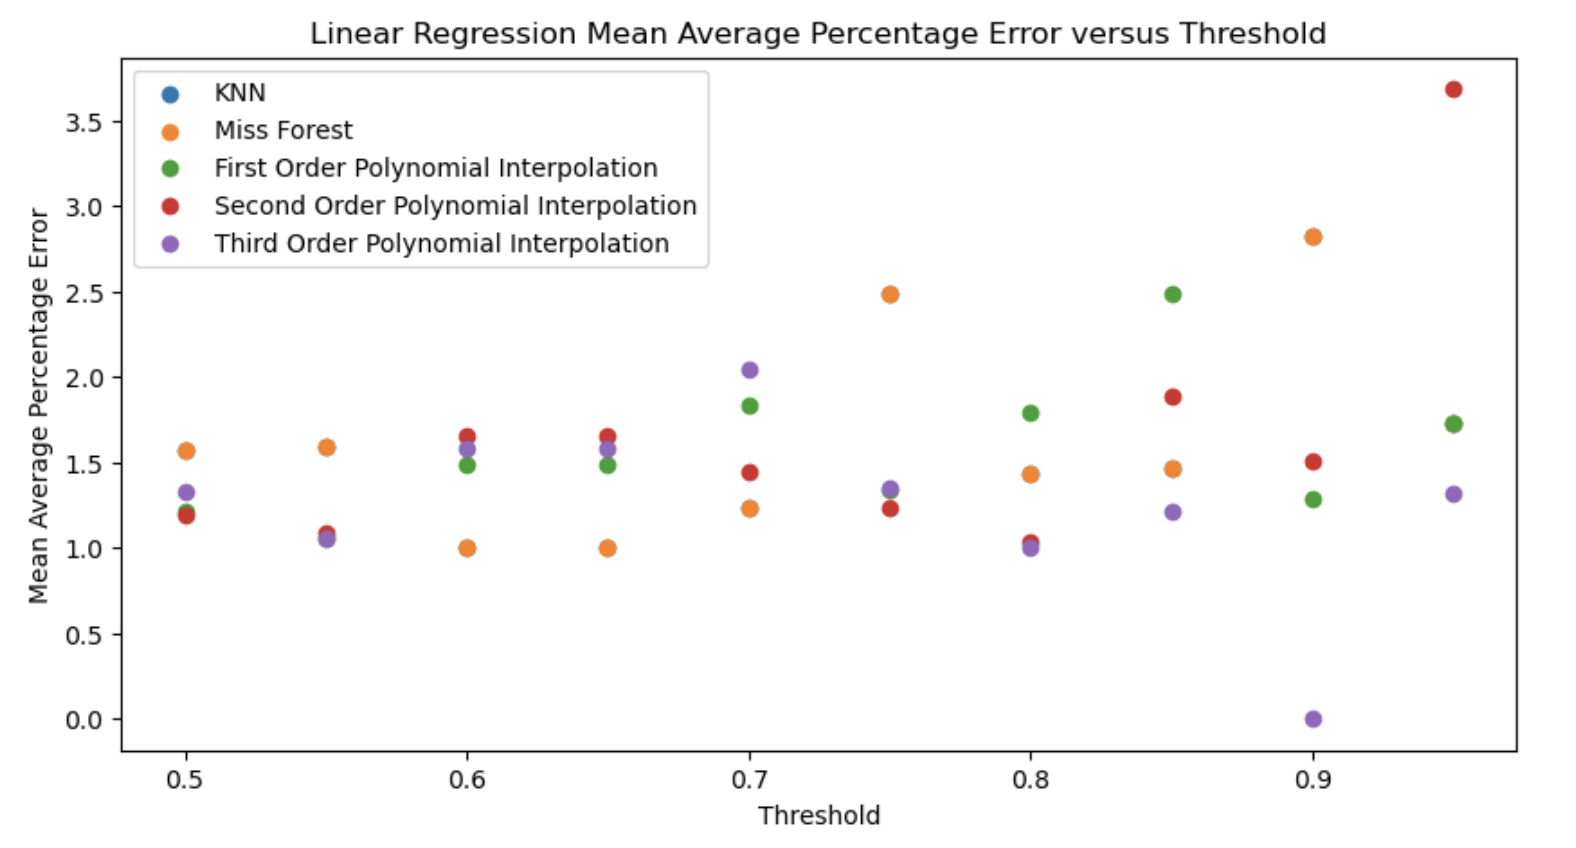 Linear Regression Mean Average Percentage Error versus Threshold
KNN
Miss Forest
First Order Polynomial Interpolation
Second Order Polynomial Interpolation
Third Order Polynomial Interpolation
Mean Average Percentage Error
3.5
3.0
2.5
2.0
1.5
1.0
0.5
0.0
0.5
0.6
0.7
0.8
0.9
Threshold